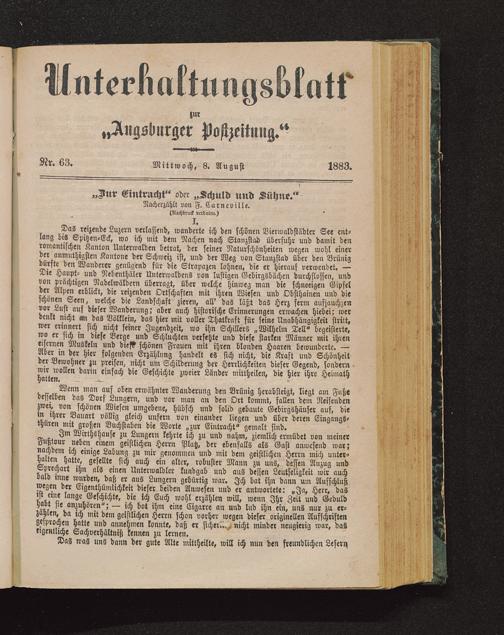 Unterhaltungsblatt
zur
„Augsburger Postzeitung.“
Nr. 63. Mittwoch, 8. August 1883.
„Zur Eintracht“ oder „Schuld und Sühne.“
Nacherzählt von F. Carneville.
(Nachdruck verboten.)
I.
Das reizende Luzern verlassend, wanderte ich den schönen Vierwaldstädter See ent-
lang bis Spitzen-Eck, wo ich mit dem Nachen nach Stanzstad überfuhr und damit den
romantischen Kanton Unterwalden betrat, der seiner Naturschönheiten wegen wohl einer
der anmuthigsten Kantone der Schweiz ist, und der Weg von Stanzstad über den Brünig
dürfte den Wanderer genügend für die Strapazen lohnen, die er hierauf verwendet. —
Die Haupt- und Nebenthäler Unterwaldens von lustigen Gebirgsbächen durchflossen, und
von prächtigen Nadelwäldern überragt, über welche hinweg man die schneeigen Gipfel
der Alpen erblickt, die reizenden Ortschaften mit ihren Wiesen und Obsthainen und die
schönen Seen, welche die Landschaft zieren, all' das läßt das Herz fern aufjauchzen
vor Lust auf dieser Wanderung; aber auch historische Erinnerungen erwachen hiebei; man
denkt mit an das Völklein, das hier mit voller Thatkraft für seine Unabhängigkeit stritt,
wer erinnert sich nicht seiner Jugendzeit, wo ihn Schillers „Wilhelm Tell“ begeisterte,
wo er sich in diese Berge und Schluchten versetzte und diese starken Männer mit ihren
eisernen Muskeln und diese schönen Frauen mit ihren blonden Haaren bewunderte. —
Aber in der hier folgenden Erzählung handelt es sich nicht, die Kraft und Schönheit
der Bewohner zu preisen, nicht um Schilderung der Herrlichkeiten dieser Gegend, sondern
wir wollen darin einfach die Geschichte zweier Länder mittheilen, die hier ihre Heimath
hatten.
Wenn man auf oben erwähnter Wanderung den Brünig herabsteigt, liegt am Fuße
desselben das Dorf Lungern, und vor man an den Ort kommt, fallen dem Reisenden
zwei, von schönen Wiesen umgebene, hübsch und solid gebaute Gebirgshäuser auf, die
in ihrer Bauart völlig gleich unfern von einander liegen und über deren Eingangs-
thüren mit großen Buchstaben die Worte „zur Eintracht“ gemalt sind.
Im Wirthshause zu Lungern kehrte ich zu und nahm, ziemlich ermüdet von meiner
Fußtour neben einem geistlichen Herrn Platz, der ebenfalls als Gast anwesend war;
nachdem ich einige Labung zu mir genommen und mit dem geistlichen Herrn mich unter-
halten hatte, gesellte sich auch ein alter, robuster Mann zu uns, dessen Anzug und
Sprechart ihn als einen Unterwaldler kundgab und aus dessen Leutseligkeit wir auch
bald inne wurden, daß er aus Lungern gebürtig war. Ich bat ihn dann um Aufschluß
wegen der Eigenthümlichkeit dieser beiden Anwesen und er antwortete: „Ja, Herr, das
ist eine lange Geschichte, die ich Euch wohl erzählen will, wenn Ihr Zeit und Geduld
habt sie anzuhören“; — ich bot ihm eine Cigarre an und lud ihn ein, uns nur zu er-
zählen, da ich mit dem geistlichen Herrn schon vorher wegen dieser originellen Aufschriften
gesprochen hatte und annehmen konnte, daß er sicher nicht minder neugierig war, das
eigentliche Sachverhältniß kennen zu lernen.
Das was uns dann der gute Alte mittheilte, will ich nun den freundlichen Lesern